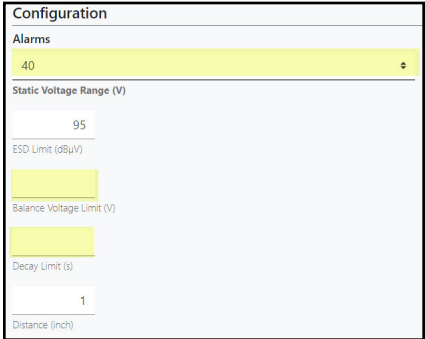 Configuration
Alarms
40
Static Voltage Range (V)
95
ESD Limit (dBµV)
Balance Voltage Limit (V)
Decay Limit (s)
1
Distance (inch)